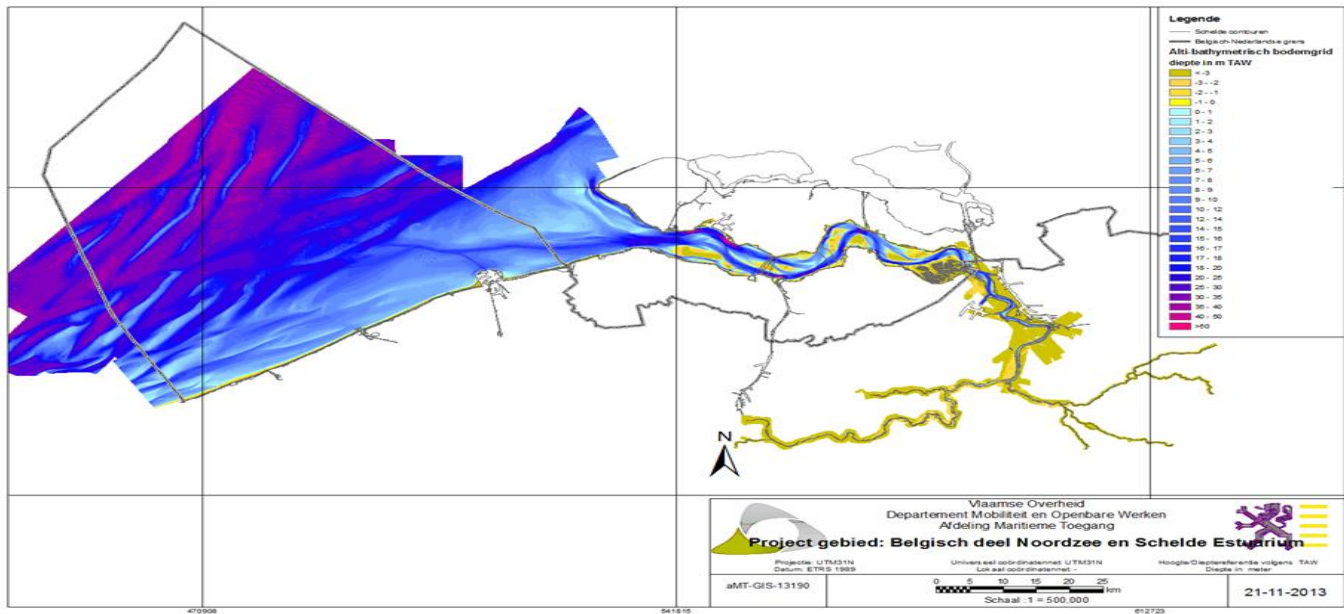 Legende
Schelde contouren
Belgisch-Nederlandse grens
Alti-bathymetrisch bodemgrid
diepte in m TAW
< -3
-3 - -2
-2 - -1
-1 - 0
0 - 1
1 - 2
2 - 3
3 - 4
4 - 5
5 - 6
6 - 7
7 - 8
8 - 9
9 - 10
10 - 12
12 - 14
14 - 15
15 - 16
16 - 17
17 - 18
18 - 20
20 - 25
25 - 30
30 - 35
35 - 40
40 - 50
>50
N
Vlaamse Overheid
Departement Mobiliteit en Openbare Werken
Afdeling Maritieme Toegang
Project gebied: Belgisch deel Noordzee en Schelde Estuarium
Projectie: UTM31N
Datum: ETRS 1989
Universeel coördinatennet: UTM31N
Lokaal coördinatennet: -
Hoogte/Dieptereferentie volgens TAW
Diepte in meter
aMT-GIS-13190
0 5 10 15 20 25
km
Schaal :1 = 500,000
21-11-2013
470908
541815
612723